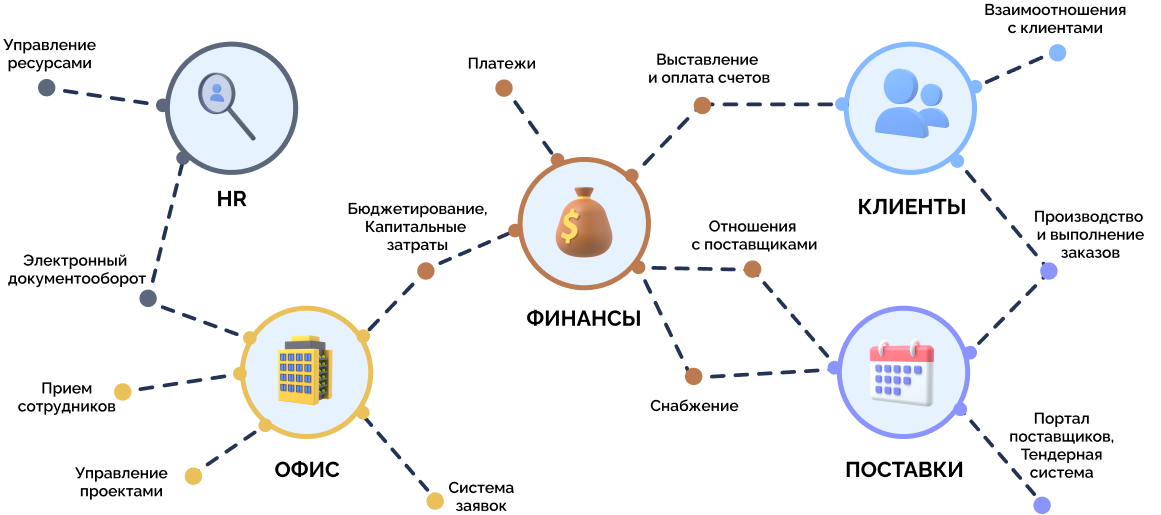 Взаимоотношения
с клиентами
Управление
ресурсами
Платежи
Выставление
и оплата счетов
HR
КЛИЕНТЫ
Бюджетирование,
Капитальные
затраты
Отношения
с поставщиками
Производство
и выполнение
заказов
Электронный
документооборот
ФИНАНСЫ
Прием
сотрудников
Снабжение
Управление
проектами
ОФИС
Система
заявок
ПОСТАВКИ
Портал
поставщиков,
Тендерная
система